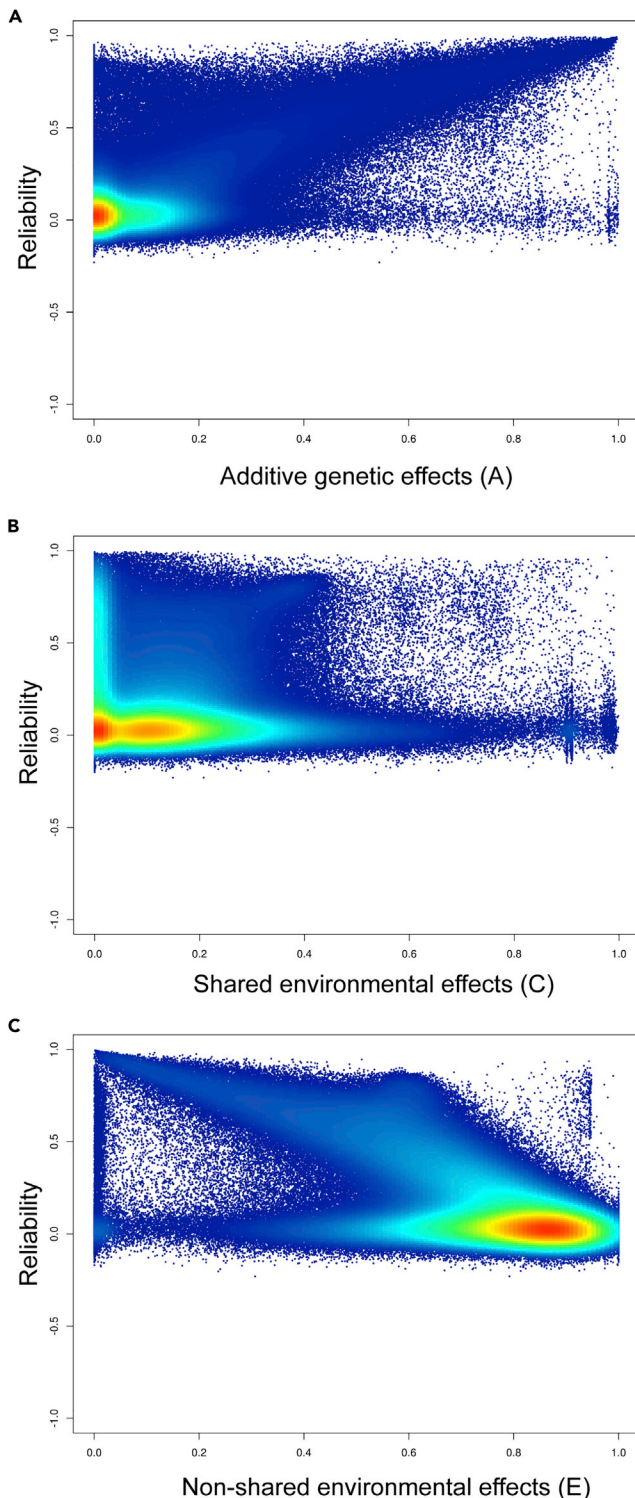 A
Reliability
1.0
0.5
0.0
-0.5
-1.0
0.0 0.2 0.4 0.6 0.8 1.0
Additive genetic effects (A)
B
Reliability
1.0
0.5
0.0
-0.5
-1.0
0.0 0.2 0.4 0.6 0.8 1.0
Shared environmental effects (C)
C
Reliability
1.0
0.5
0.0
-0.5
-1.0
0.0 0.2 0.4 0.6 0.8 1.0
Non-shared environmental effects (E)